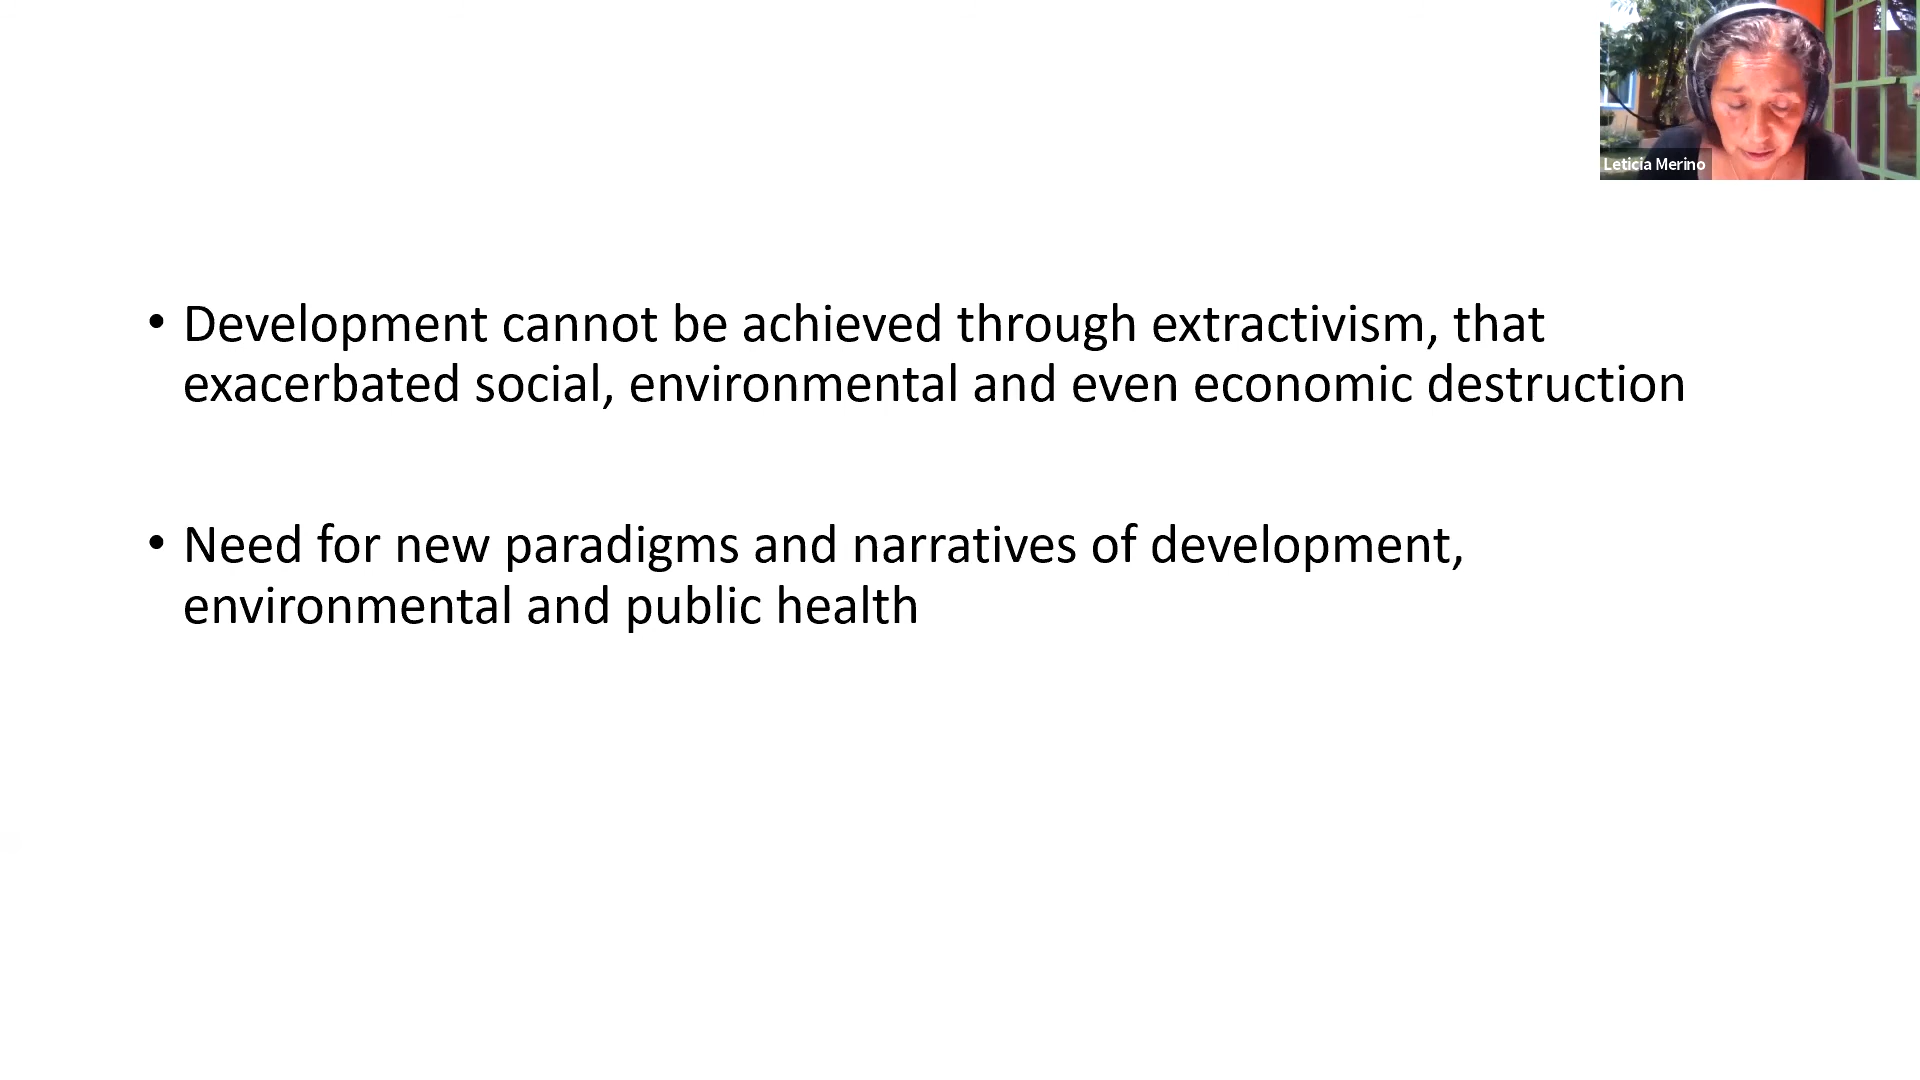 Leticia Merino
• Development cannot be achieved through extractivism, that
exacerbated social, environmental and even economic destruction
• Need for new paradigms and narratives of development,
environmental and public health